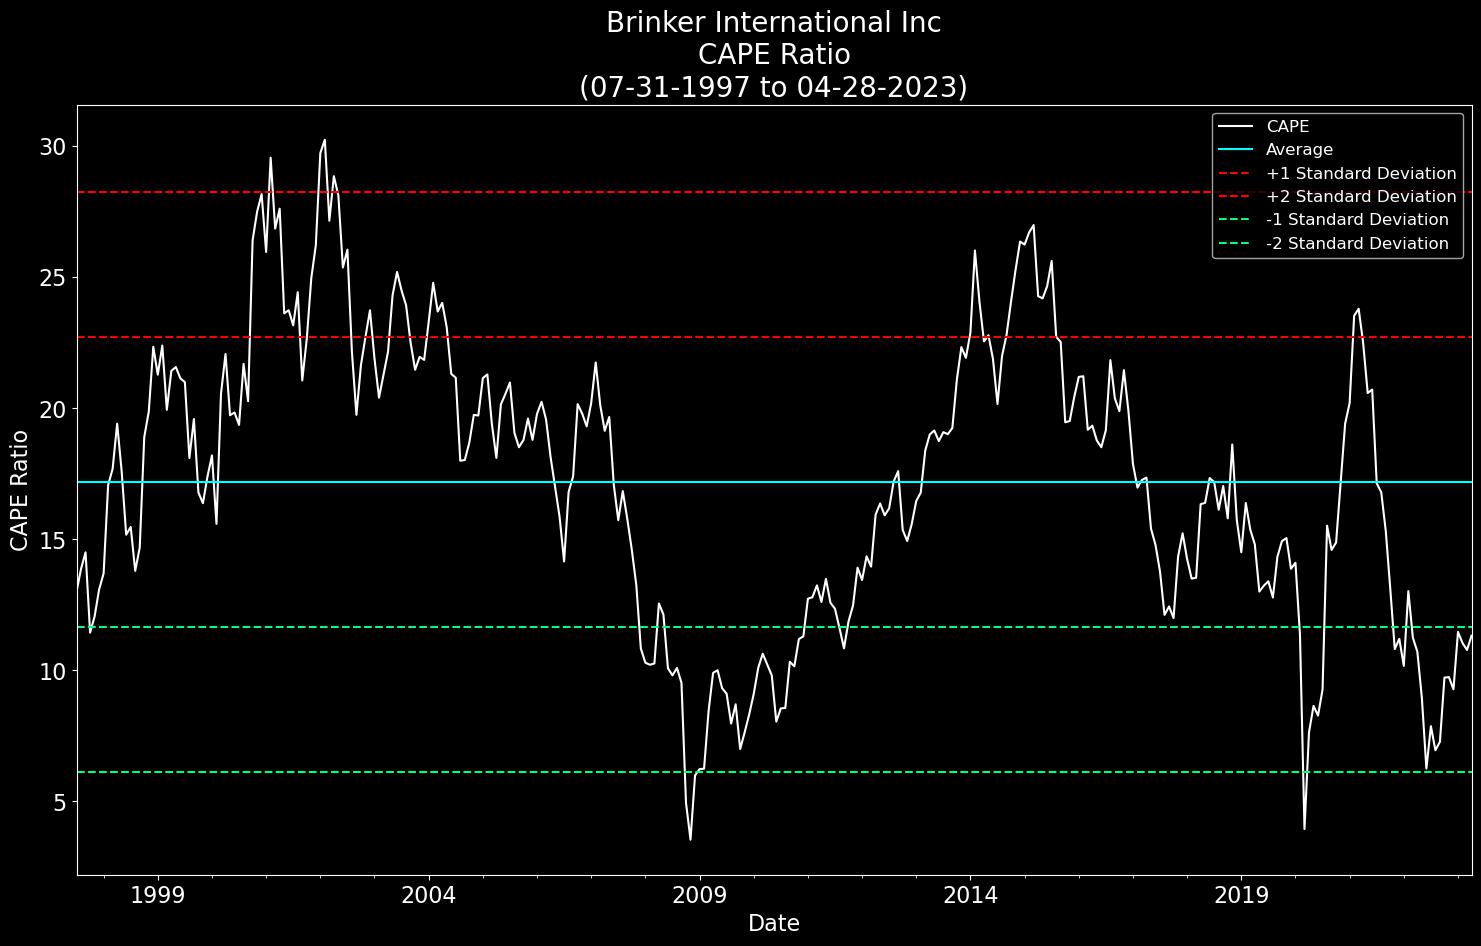 Brinker International Inc
CAPE Ratio
(07-31-1997 to 04-28-2023)
CAPE
Average
+1 Standard Deviation
+2 Standard Deviation
-1 Standard Deviation
-2 Standard Deviation
CAPE Ratio
30
25
20
15
10
5
1999
2004
2009
2014
2019
Date